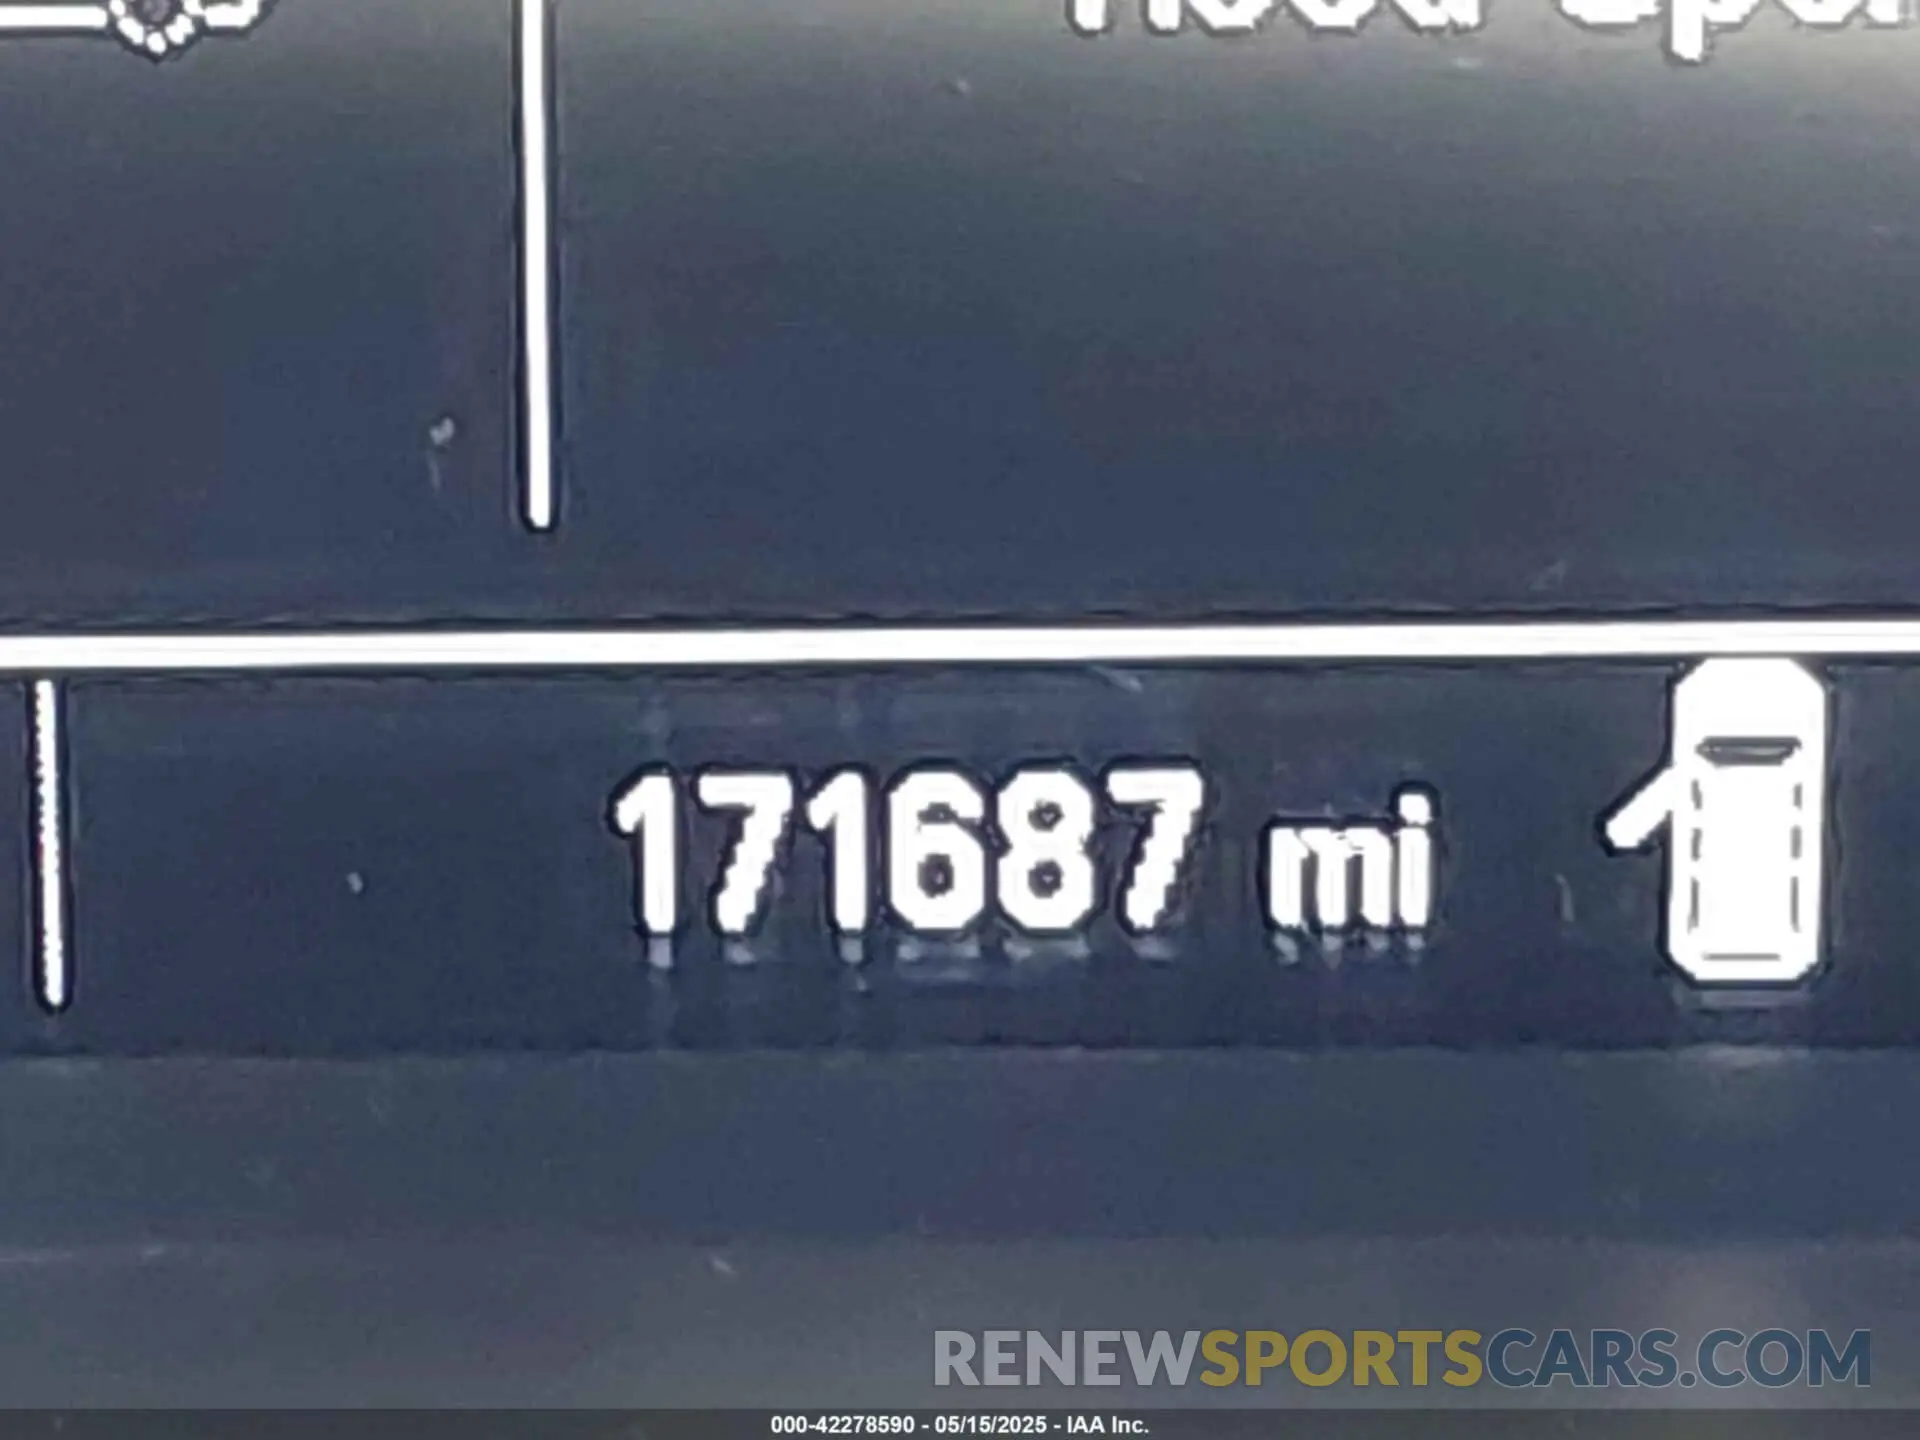 171687 mi
RENEWSPORTSCARS.COM
000-42278590 - 05/15/2025 - IAA Inc.